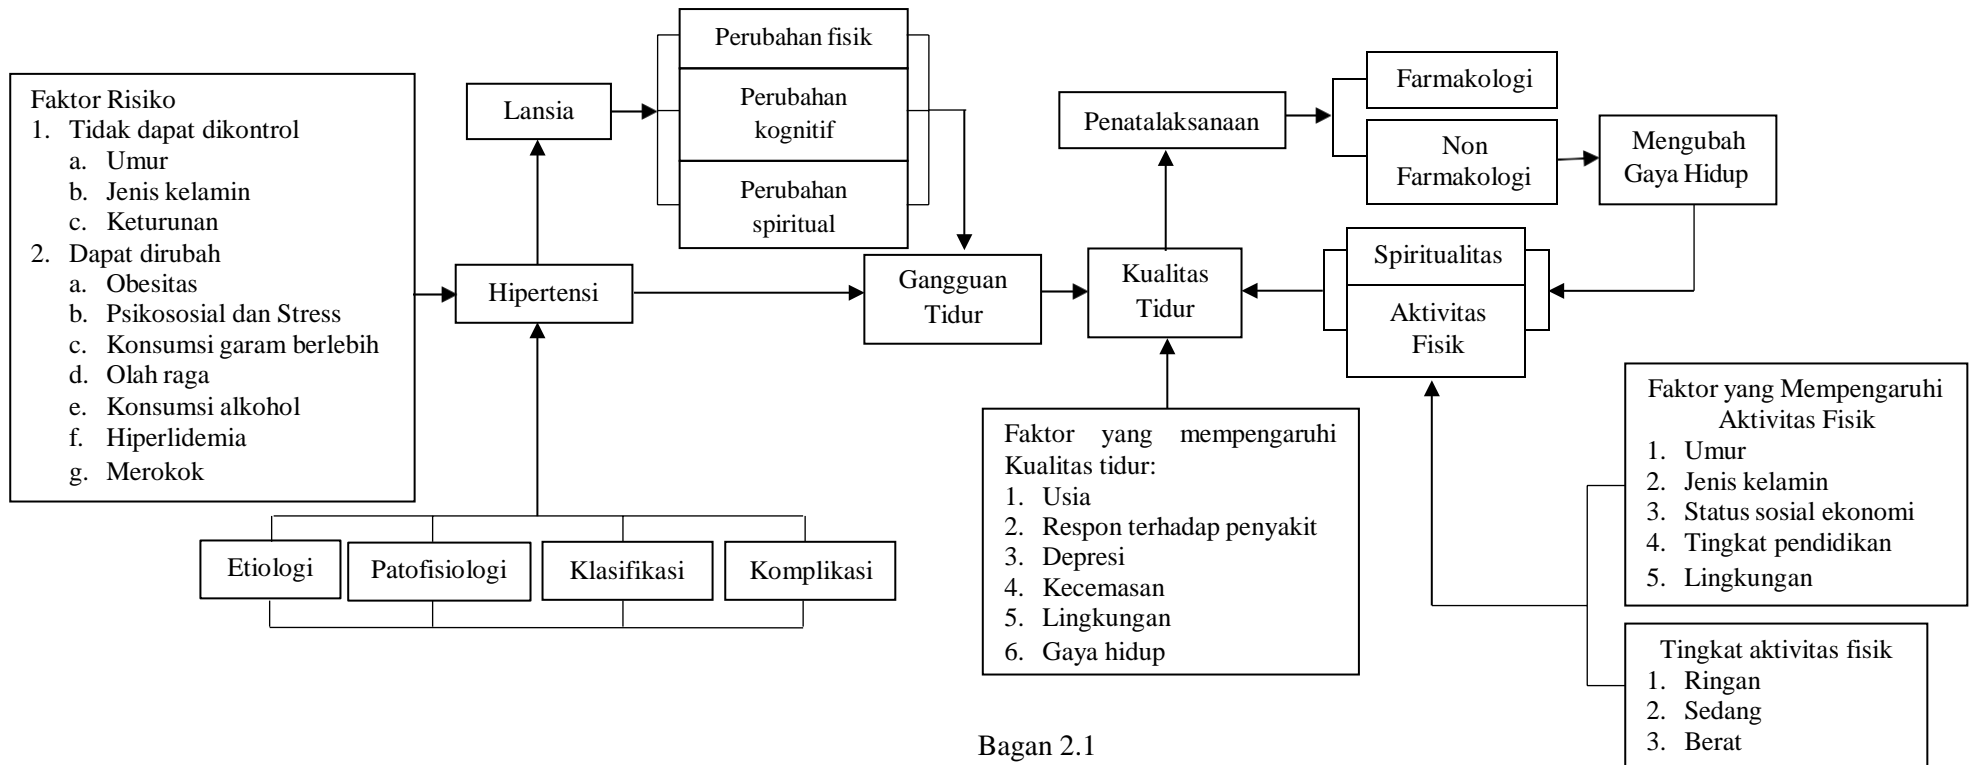 Faktor Risiko
1. Tidak dapat dikontrol
a. Umur
b. Jenis kelamin
c. Keturunan
2. Dapat dirubah
a. Obesitas
b. Psikososial dan Stress
c. Konsumsi garam berlebih
d. Olah raga
e. Konsumsi alkohol
f. Hiperlidemia
g. Merokok
Lansia
Hipertensi
Etiologi
Patofisiologi
Klasifikasi
Komplikasi
Perubahan fisik
Perubahan
kognitif
Perubahan
spiritual
Gangguan
Tidur
Kualitas
Tidur
Penatalaksanaan
Farmakologi
Non
Farmakologi
Mengubah
Gaya Hidup
Spiritualitas
Aktivitas
Fisik
Faktor yang mempengaruhi
Kualitas tidur:
1. Usia
2. Respon terhadap penyakit
3. Depresi
4. Kecemasan
5. Lingkungan
6. Gaya hidup
Faktor yang Mempengaruhi
Aktivitas Fisik
1. Umur
2. Jenis kelamin
3. Status sosial ekonomi
4. Tingkat pendidikan
5. Lingkungan
Tingkat aktivitas fisik
1. Ringan
2. Sedang
3. Berat
Bagan 2.1